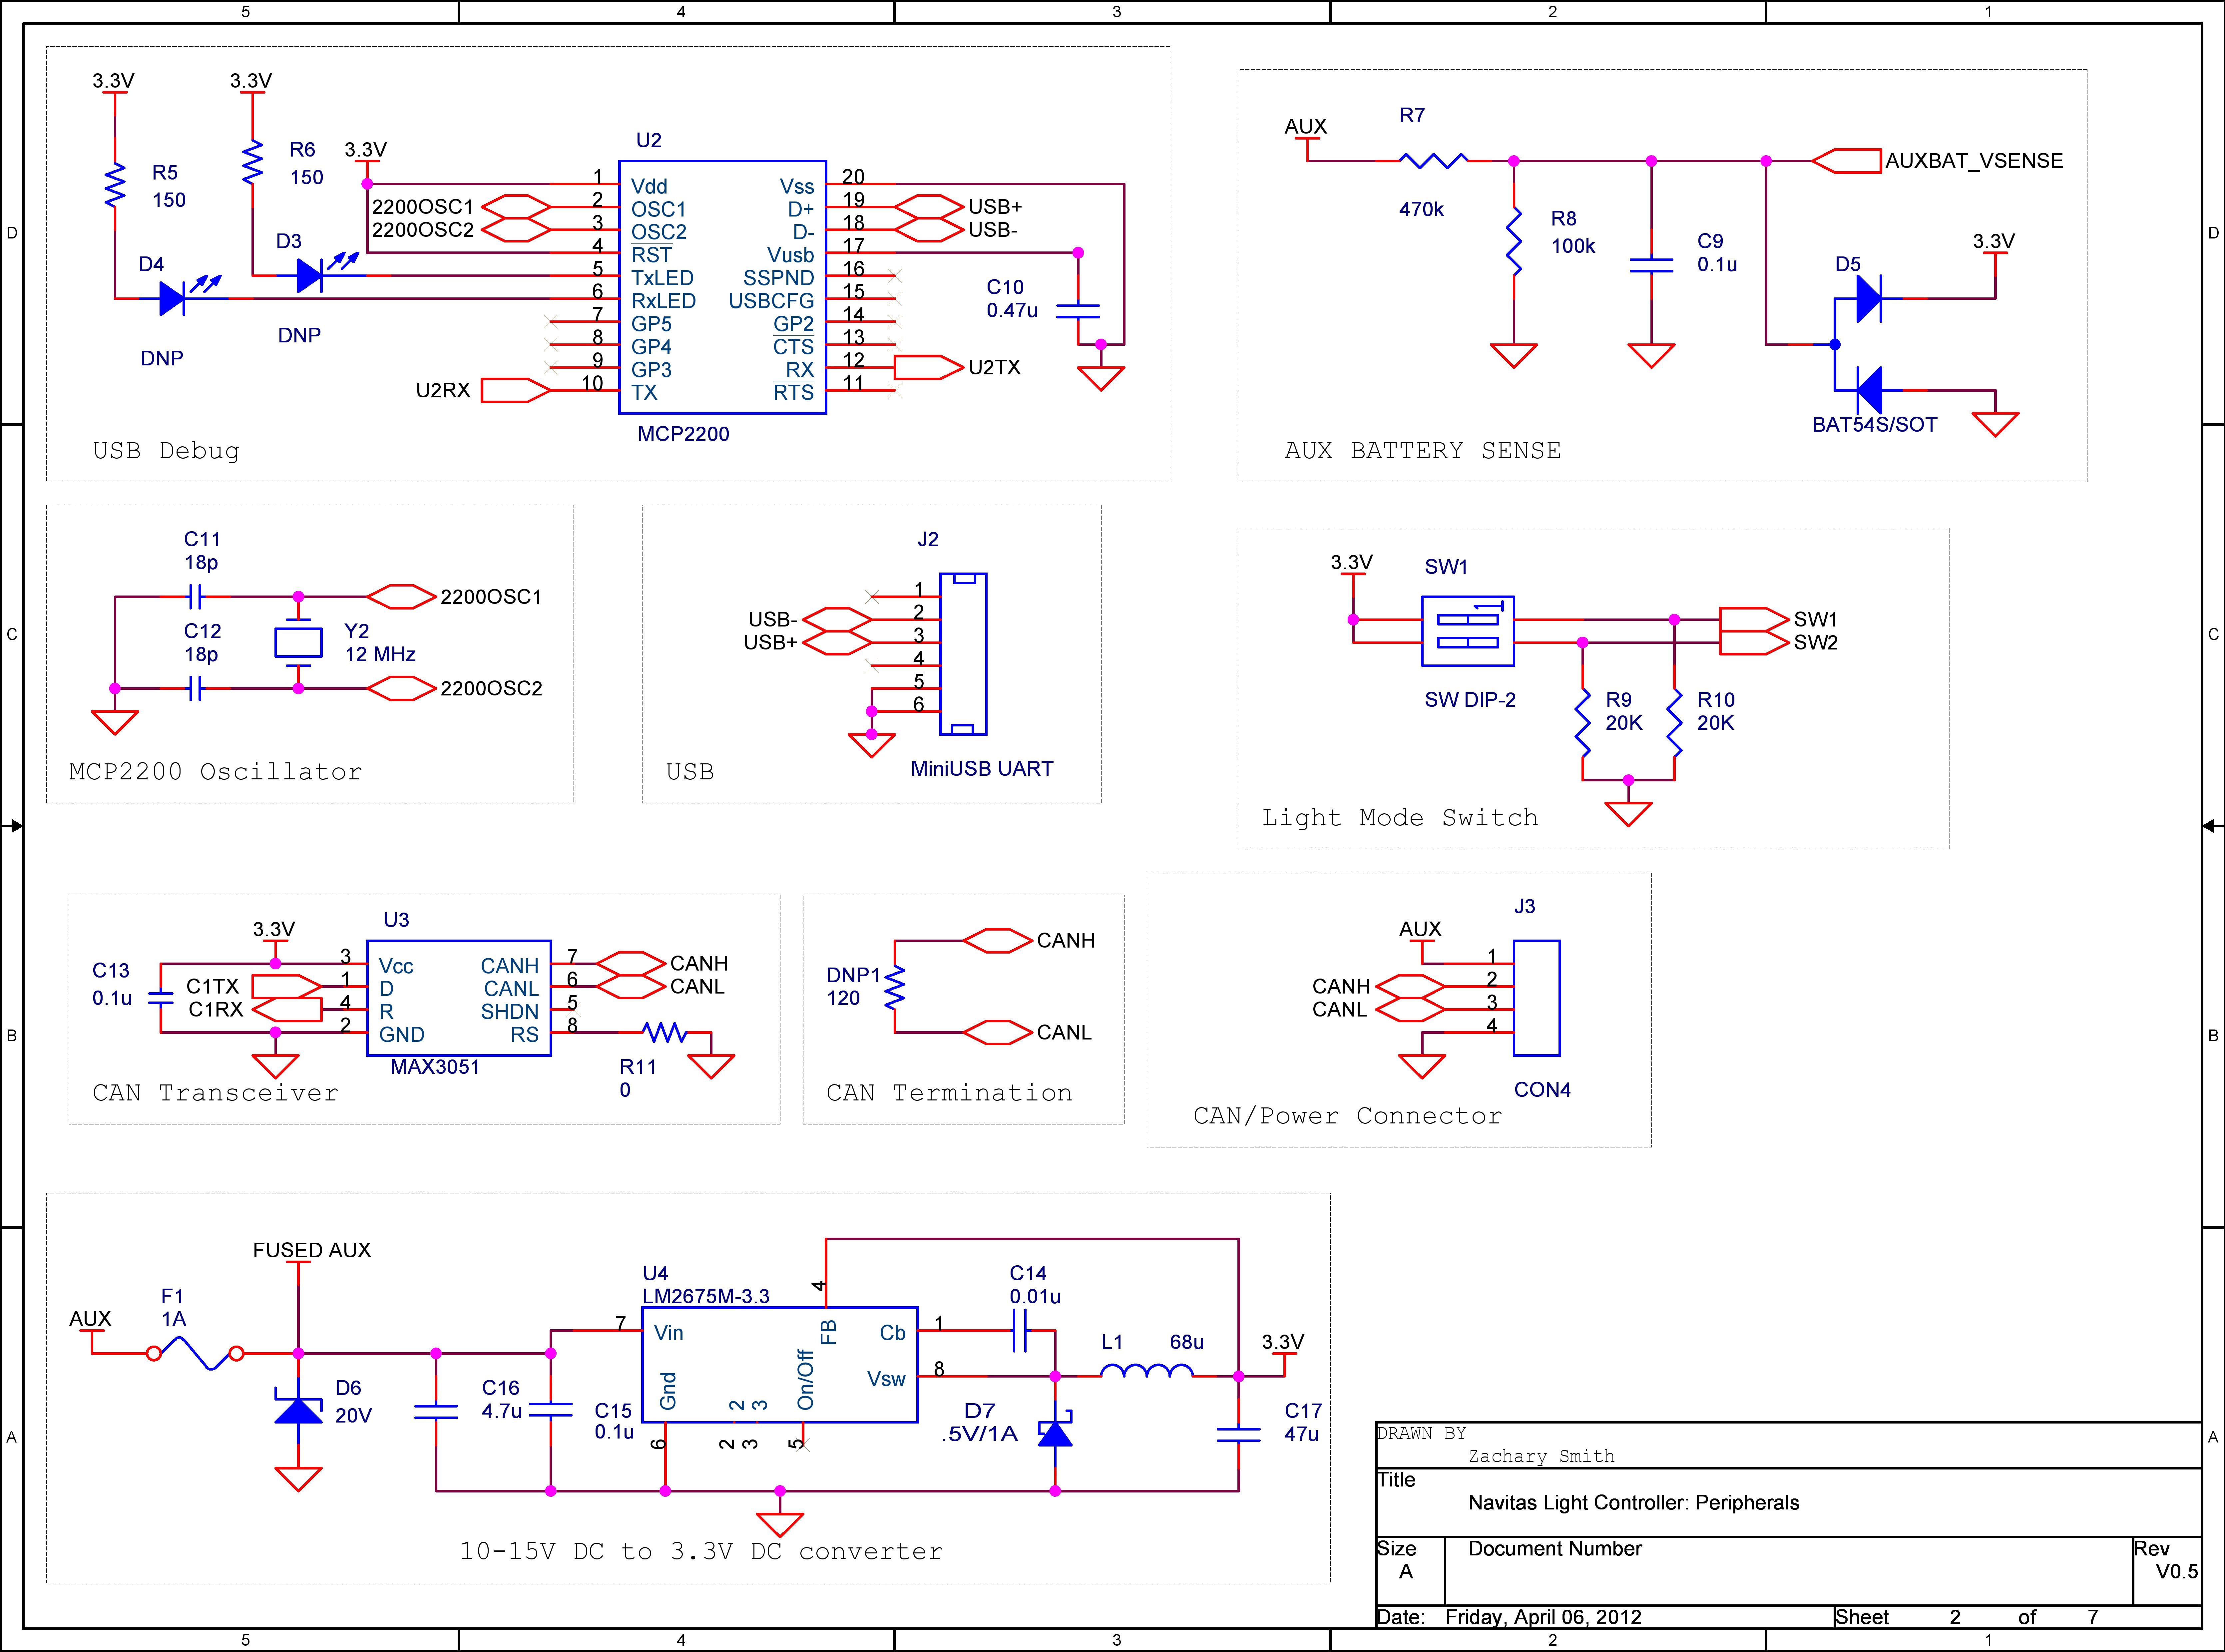 5 4 3 2 1
D
C
B
A
D
C
B
A
3.3V
3.3V
R5
150
R6
150
3.3V
U2
2200OSC1
2200OSC2
D3
D4
DNP
DNP
1 Vdd
2 OSC1
3 OSC2
4 RST
5 TxLED
6 RxLED
7 GP5
8 GP4
9 GP3
10 TX
Vss 20
D+ 19
D- 18
Vusb 17
SSPND 16
USBCFG 15
GP2 14
CTS 13
RX 12
RTS 11
USB+
USB-
U2TX
U2RX
C10
0.47u
MCP2200
USB Debug
AUX
R7
470k
R8
100k
C9
0.1u
AUXBAT_VSENSE
D5
3.3V
BAT54S/SOT
AUX BATTERY SENSE
C11
18p
C12
18p
Y2
12 MHz
2200OSC1
2200OSC2
MCP2200 Oscillator
J2
1
USB- 2
USB+ 3
4
5
6
MiniUSB UART
USB
3.3V
SW1
1
SW DIP-2
SW1
SW2
R9
20K
R10
20K
Light Mode Switch
3.3V
U3
C13
0.1u
C1TX
C1RX
3 Vcc
1 D
4 R
2 GND
CANH 7
CANL 6
SHDN 5
RS 8
CANH
CANL
MAX3051
R11
0
CAN Transceiver
CANH
DNP1
120
CANL
CAN Termination
AUX
J3
1
CANH 2
CANL 3
4
CON4
CAN/Power Connector
FUSED AUX
AUX
F1
1A
D6
20V
C16
4.7u
C15
0.1u
U4
LM2675M-3.3
7 Vin
4 FB
Cb 1
Vsw 8
Gnd 6
2 2
3 3
On/Off 5
C14
0.01u
L1 68u
3.3V
D7
.5V/1A
C17
47u
10-15V DC to 3.3V DC converter
DRAWN BY
Zachary Smith
Title
Navitas Light Controller: Peripherals
Size
A
Document Number
Rev
V0.5
Date: Friday, April 06, 2012
Sheet 2 of 7
5 4 3 2 1